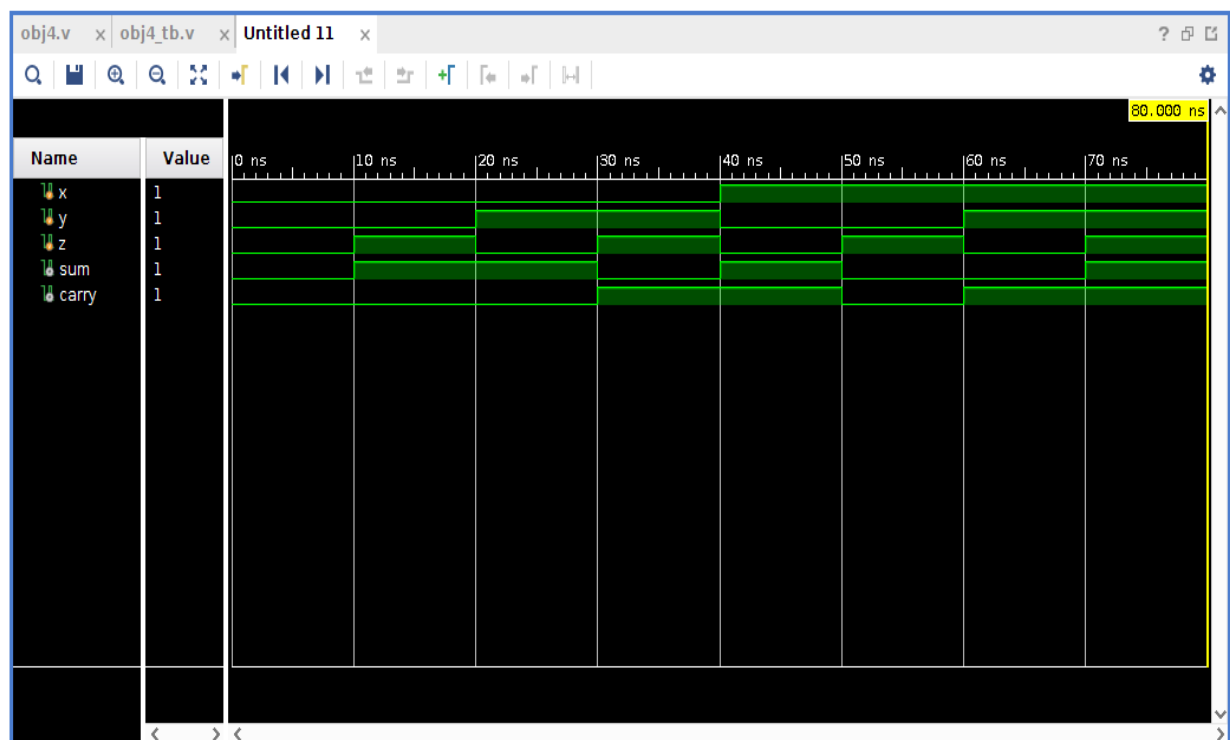 obj4.v x obj4_tb.v x Untitled 11 x ?
80.000 ns
Name Value 0 ns 10 ns 20 ns 30 ns 40 ns 50 ns 60 ns 70 ns
x 1
y 1
z 1
sum 1
carry 1